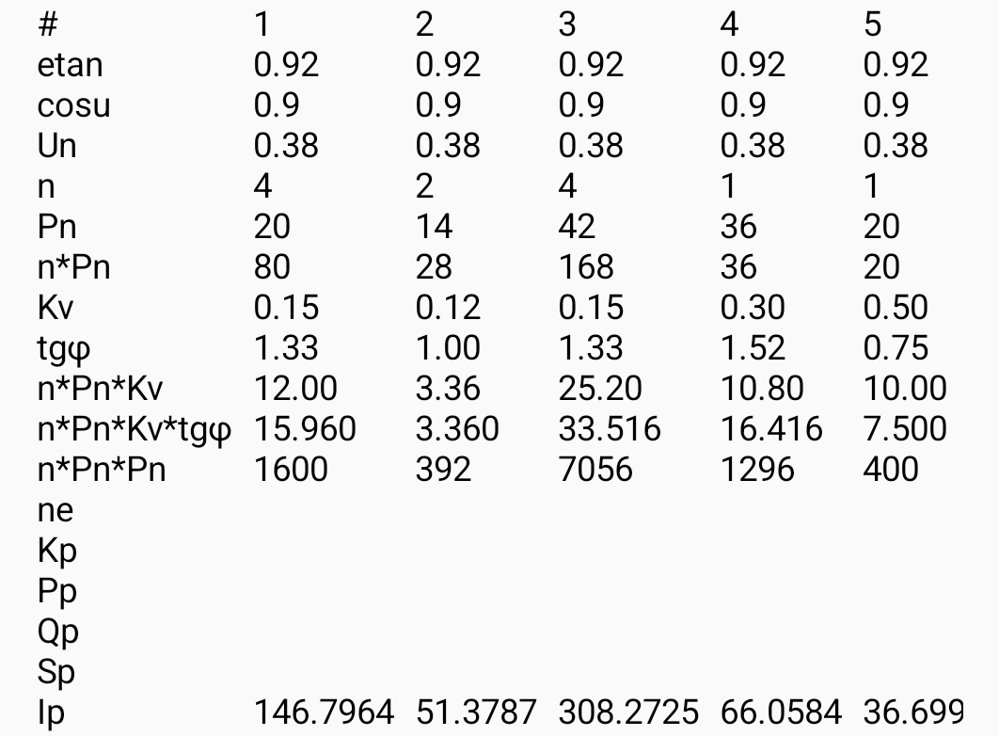 # 1 2 3 4 5
etan 0.92 0.92 0.92 0.92 0.92
cosu 0.9 0.9 0.9 0.9 0.9
Un 0.38 0.38 0.38 0.38 0.38
n 4 2 4 1 1
Pn 20 14 42 36 20
n*Pn 80 28 168 36 20
Kv 0.15 0.12 0.15 0.30 0.50
tgφ 1.33 1.00 1.33 1.52 0.75
n*Pn*Kv 12.00 3.36 25.20 10.80 10.00
n*Pn*Kv*tgφ 15.960 3.360 33.516 16.416 7.500
n*Pn*Pn 1600 392 7056 1296 400
ne
Kp
Pp
Qp
Sp
Ip 146.7964 51.3787 308.2725 66.0584 36.699